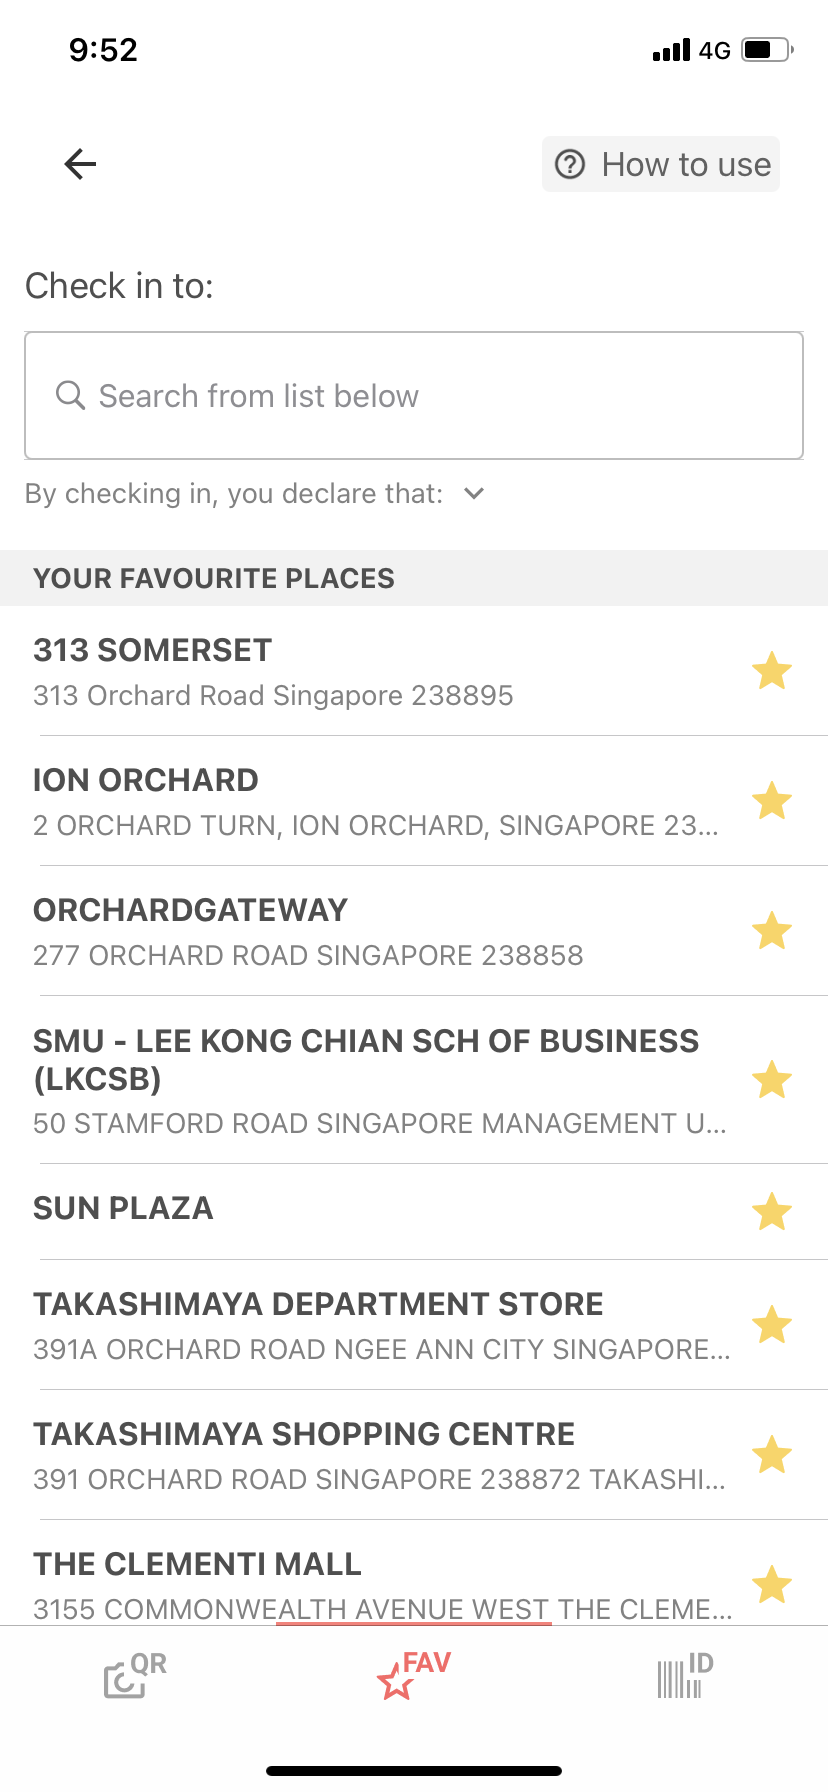 9:52
4G
How to use
Check in to:
Search from list below
By checking in, you declare that:
YOUR FAVOURITE PLACES
313 SOMERSET
313 Orchard Road Singapore 238895
ION ORCHARD
2 ORCHARD TURN, ION ORCHARD, SINGAPORE 23...
ORCHARDGATEWAY
277 ORCHARD ROAD SINGAPORE 238858
SMU - LEE KONG CHIAN SCH OF BUSINESS
(LKCSB)
50 STAMFORD ROAD SINGAPORE MANAGEMENT U...
SUN PLAZA
TAKASHIMAYA DEPARTMENT STORE
391A ORCHARD ROAD NGEE ANN CITY SINGAPORE...
TAKASHIMAYA SHOPPING CENTRE
391 ORCHARD ROAD SINGAPORE 238872 TAKASHI...
THE CLEMENTI MALL
3155 COMMONWEALTH AVENUE WEST THE CLEME...
QR
FAV
ID